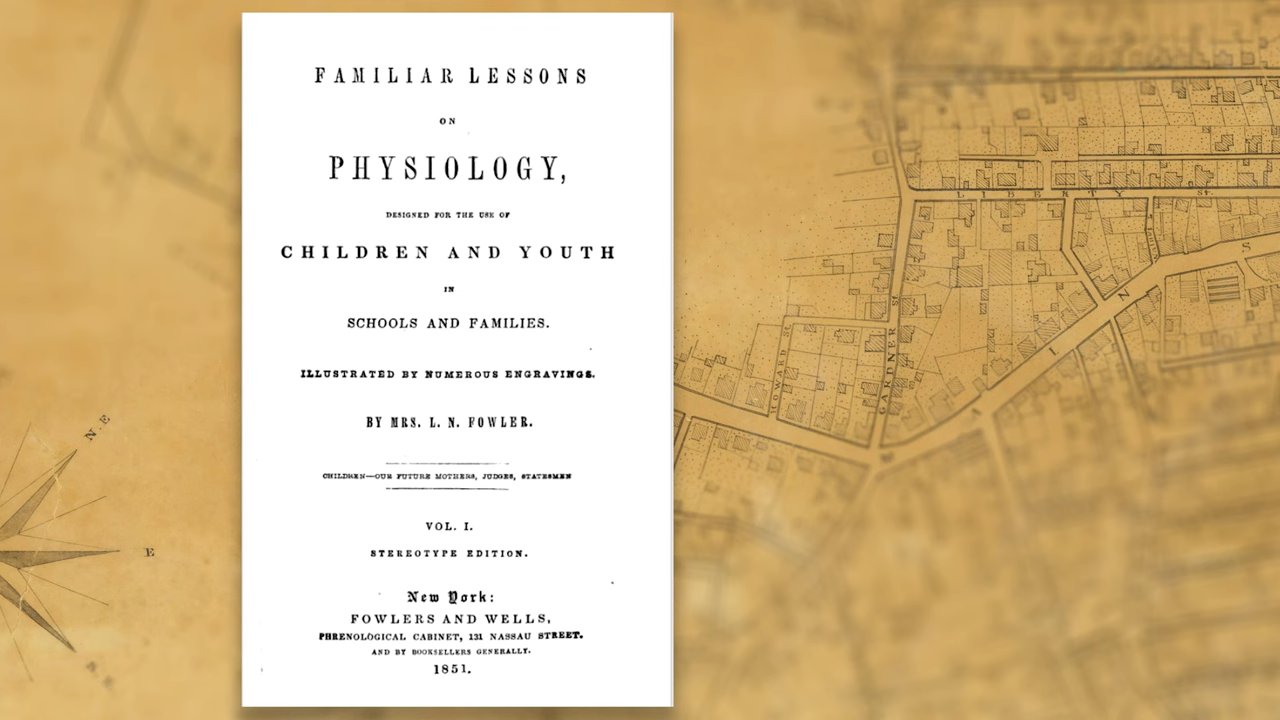 FAMILIAR LESSONS
ON
PHYSIOLOGY,
DESIGNED FOR THE USE OF
CHILDREN AND YOUTH
IN
SCHOOLS AND FAMILIES.
ILLUSTRATED BY NUMEROUS ENGRAVINGS.
BY MRS. L. N. FOWLER.
CHILDREN—OUR FUTURE MOTHERS, JUDGES, STATESMEN
VOL. I.
STEREOTYPE EDITION.
New York:
FOWLERS AND WELLS,
PHRENOLOGICAL CABINET, 131 NASSAU STREET.
AND BY BOOKSELLERS GENERALLY.
1851.
N.E
E
LIBERTY St.
HOWARD St.
GARDNER St